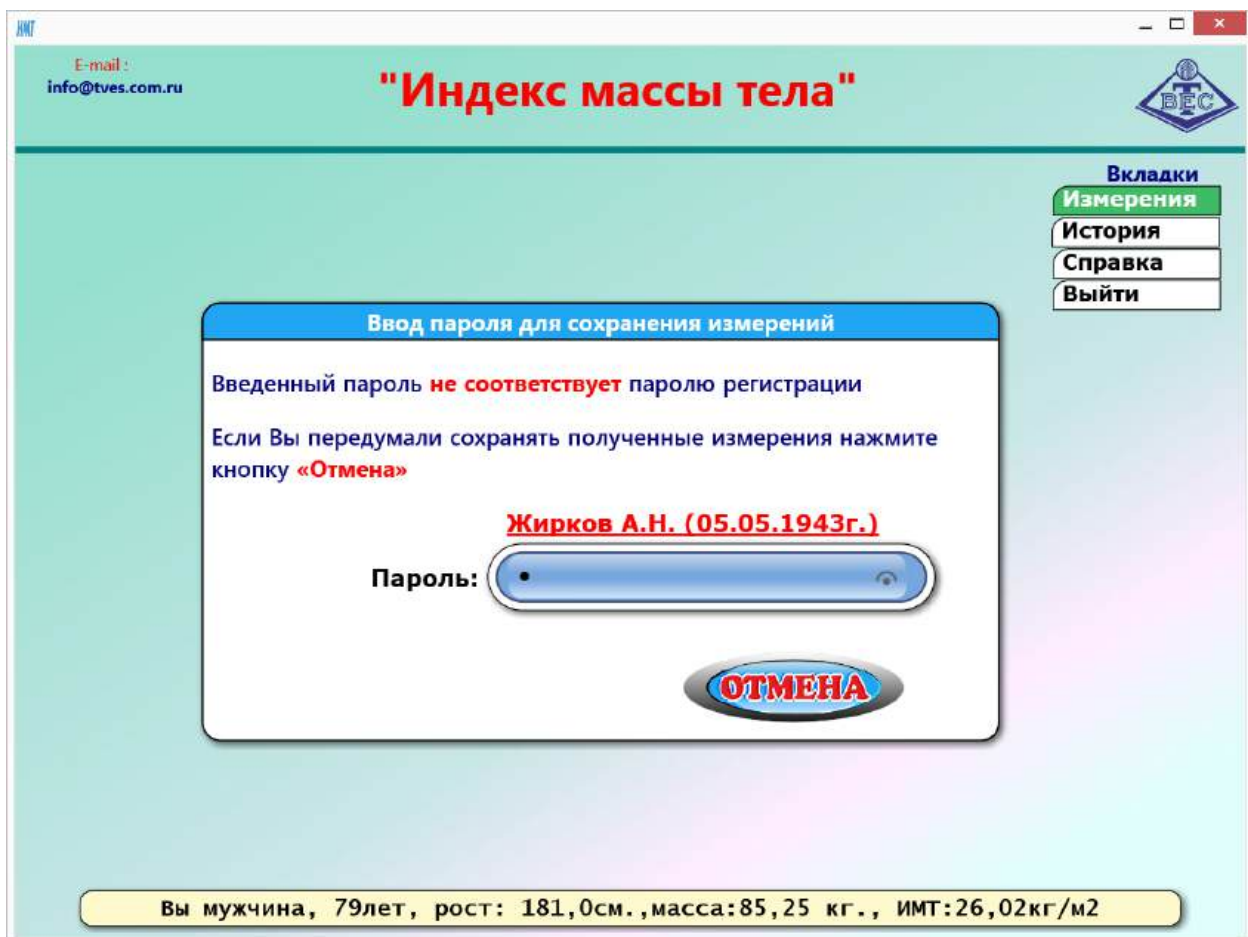 ИМТ
E-mail :
info@tves.com.ru
"Индекс массы тела"
Т
ВЕС
Вкладки
Измерения
История
Справка
Выйти
Ввод пароля для сохранения измерений
Введенный пароль не соответствует паролю регистрации
Если Вы передумали сохранять полученные измерения нажмите
кнопку «Отмена»
Жирков А.Н. (05.05.1943г.)
Пароль:
ОТМЕНА
Вы мужчина, 79лет, рост: 181,0см.,масса:85,25 кг., ИМТ:26,02кг/м2